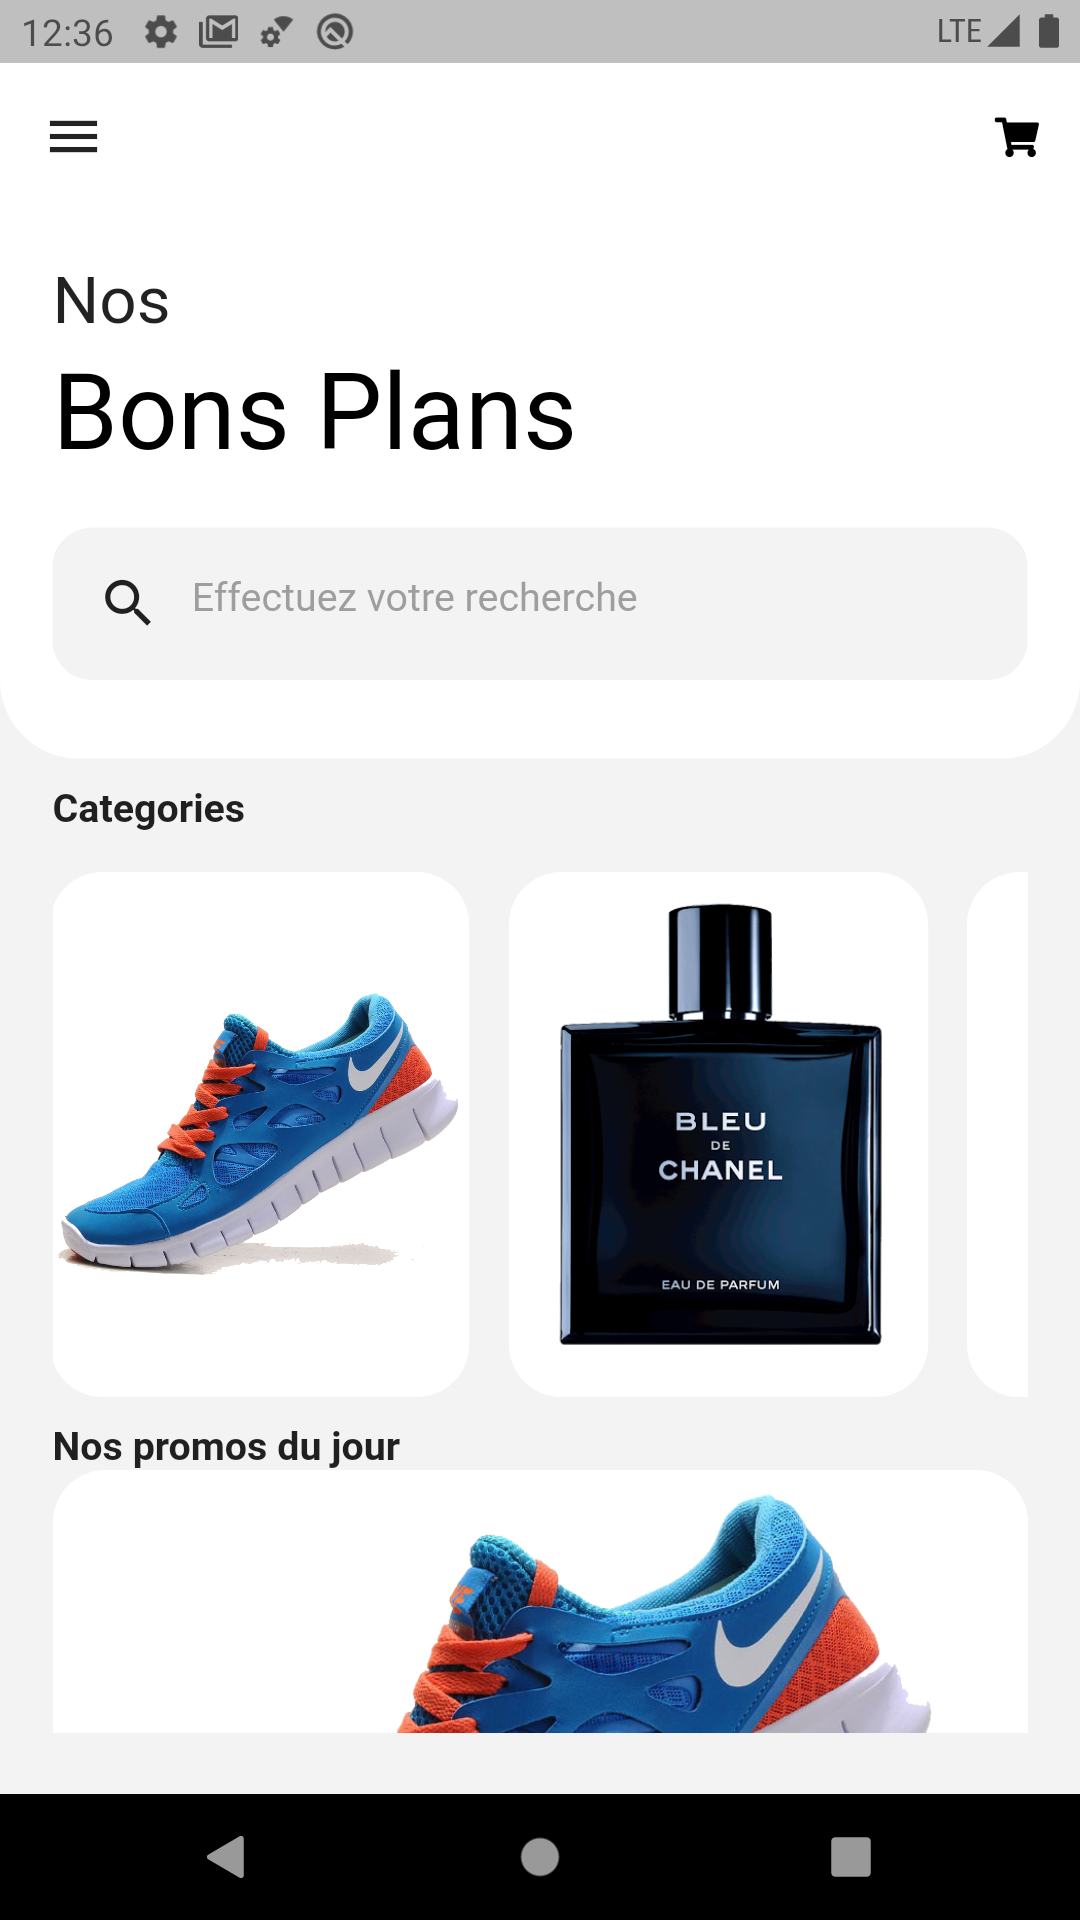 12:36
LTE
Nos
Bons Plans
Effectuez votre recherche
Categories
BLEU
DE
CHANEL
EAU DE PARFUM
Nos promos du jour